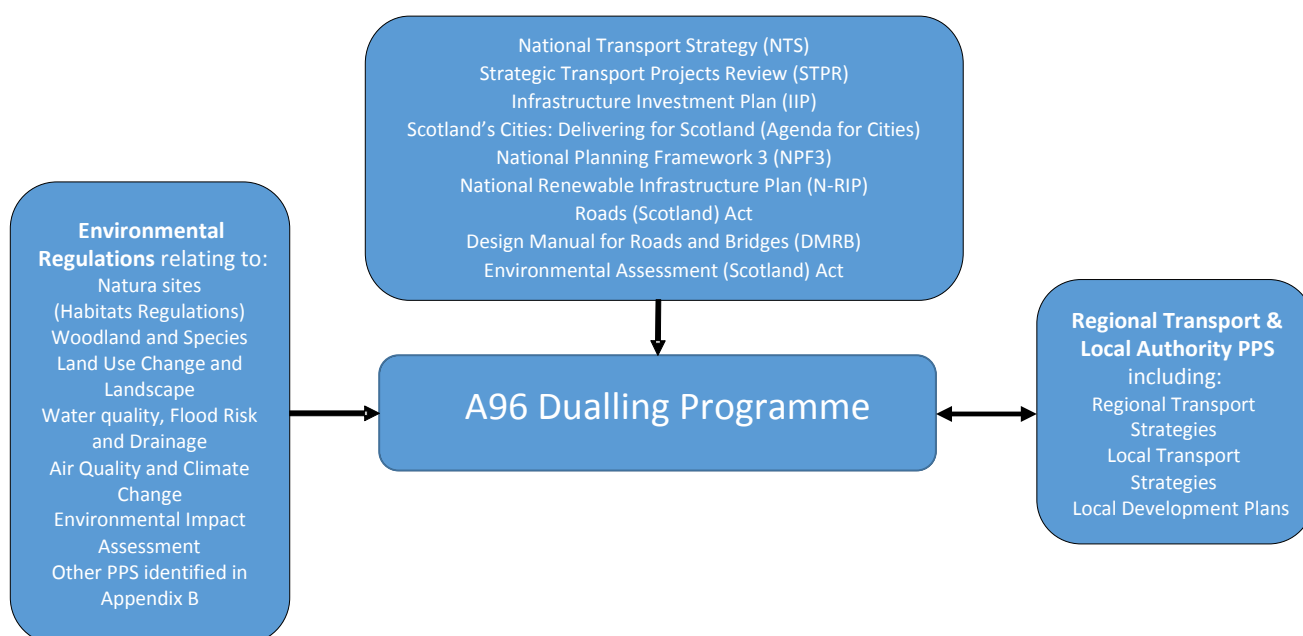 National Transport Strategy (NTS)
Strategic Transport Projects Review (STPR)
Infrastructure Investment Plan (IIP)
Scotland’s Cities: Delivering for Scotland (Agenda for Cities)
National Planning Framework 3 (NPF3)
National Renewable Infrastructure Plan (N-RIP)
Roads (Scotland) Act
Design Manual for Roads and Bridges (DMRB)
Environmental Assessment (Scotland) Act
Environmental
Regulations relating to:
Natura sites
(Habitats Regulations)
Woodland and Species
Land Use Change and
Landscape
Water quality, Flood Risk
and Drainage
Air Quality and Climate
Change
Environmental Impact
Assessment
Other PPS identified in
Appendix B
A96 Dualling Programme
Regional Transport &
Local Authority PPS
including:
Regional Transport
Strategies
Local Transport
Strategies
Local Development Plans